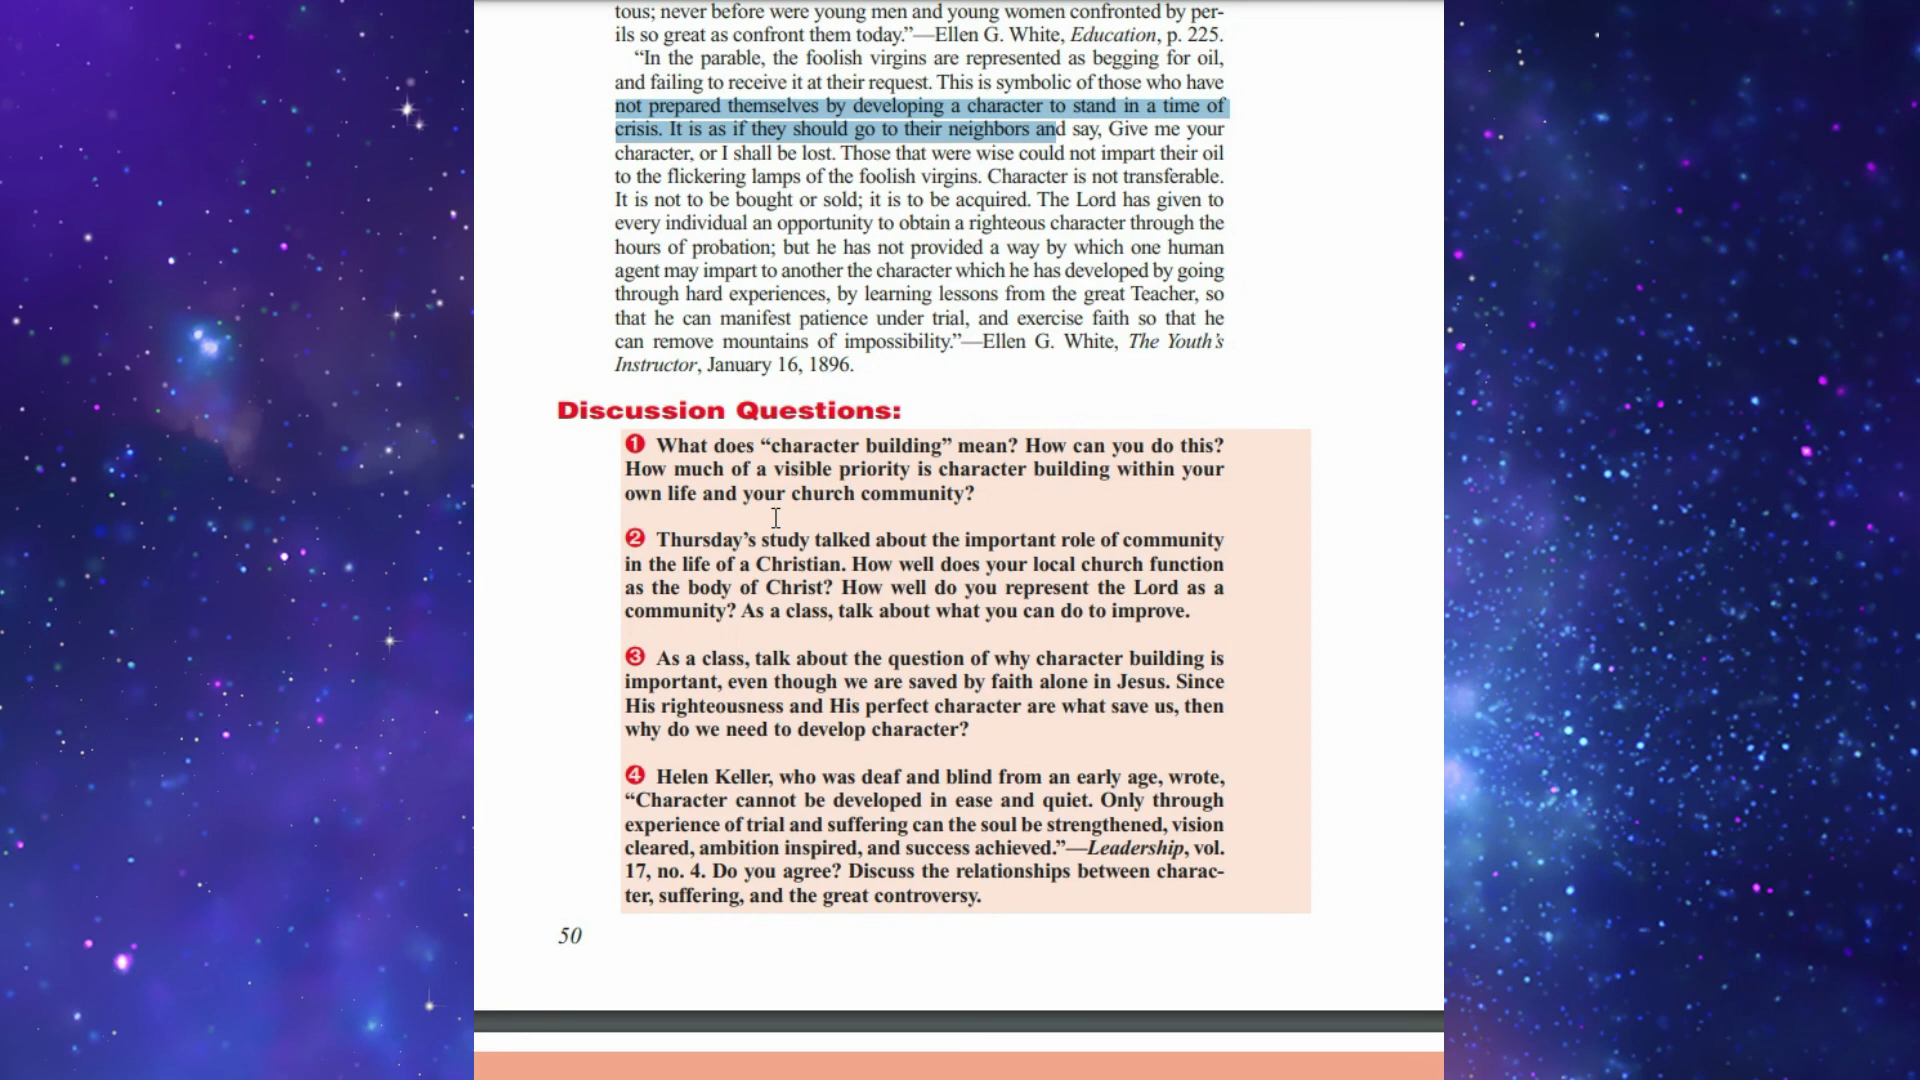 tous; never before were young men and young women confronted by per-
ils so great as confront them today.”—Ellen G. White, Education, p. 225.
“In the parable, the foolish virgins are represented as begging for oil,
and failing to receive it at their request. This is symbolic of those who have
not prepared themselves by developing a character to stand in a time of
crisis. It is as if they should go to their neighbors and say, Give me your
character, or I shall be lost. Those that were wise could not impart their oil
to the flickering lamps of the foolish virgins. Character is not transferable.
It is not to be bought or sold; it is to be acquired. The Lord has given to
every individual an opportunity to obtain a righteous character through the
hours of probation; but he has not provided a way by which one human
agent may impart to another the character which he has developed by going
through hard experiences, by learning lessons from the great Teacher, so
that he can manifest patience under trial, and exercise faith so that he
can remove mountains of impossibility.”—Ellen G. White, The Youth’s
Instructor, January 16, 1896.
Discussion Questions:
1 What does “character building” mean? How can you do this?
How much of a visible priority is character building within your
own life and your church community?
2 Thursday’s study talked about the important role of community
in the life of a Christian. How well does your local church function
as the body of Christ? How well do you represent the Lord as a
community? As a class, talk about what you can do to improve.
3 As a class, talk about the question of why character building is
important, even though we are saved by faith alone in Jesus. Since
His righteousness and His perfect character are what save us, then
why do we need to develop character?
4 Helen Keller, who was deaf and blind from an early age, wrote,
“Character cannot be developed in ease and quiet. Only through
experience of trial and suffering can the soul be strengthened, vision
cleared, ambition inspired, and success achieved.”—Leadership, vol.
17, no. 4. Do you agree? Discuss the relationships between charac-
ter, suffering, and the great controversy.
50